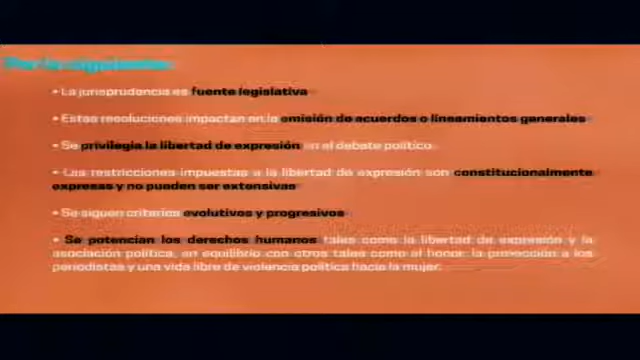 Por lo siguiente:
• La jurisprudencia es fuente legislativa
• Estas resoluciones impactan en la emisión de acuerdos o lineamientos generales
• Se privilegia la libertad de expresión en el debate político.
• Las restricciones impuestas a la libertad de expresión son constitucionalmente
expresas y no pueden ser extensivas
• Se siguen criterios evolutivos y progresivos
• Se potencian los derechos humanos tales como la libertad de expresión y la
asociación política, en equilibrio con otros tales como el honor, la protección a los
periodistas y una vida libre de violencia política hacia la mujer.